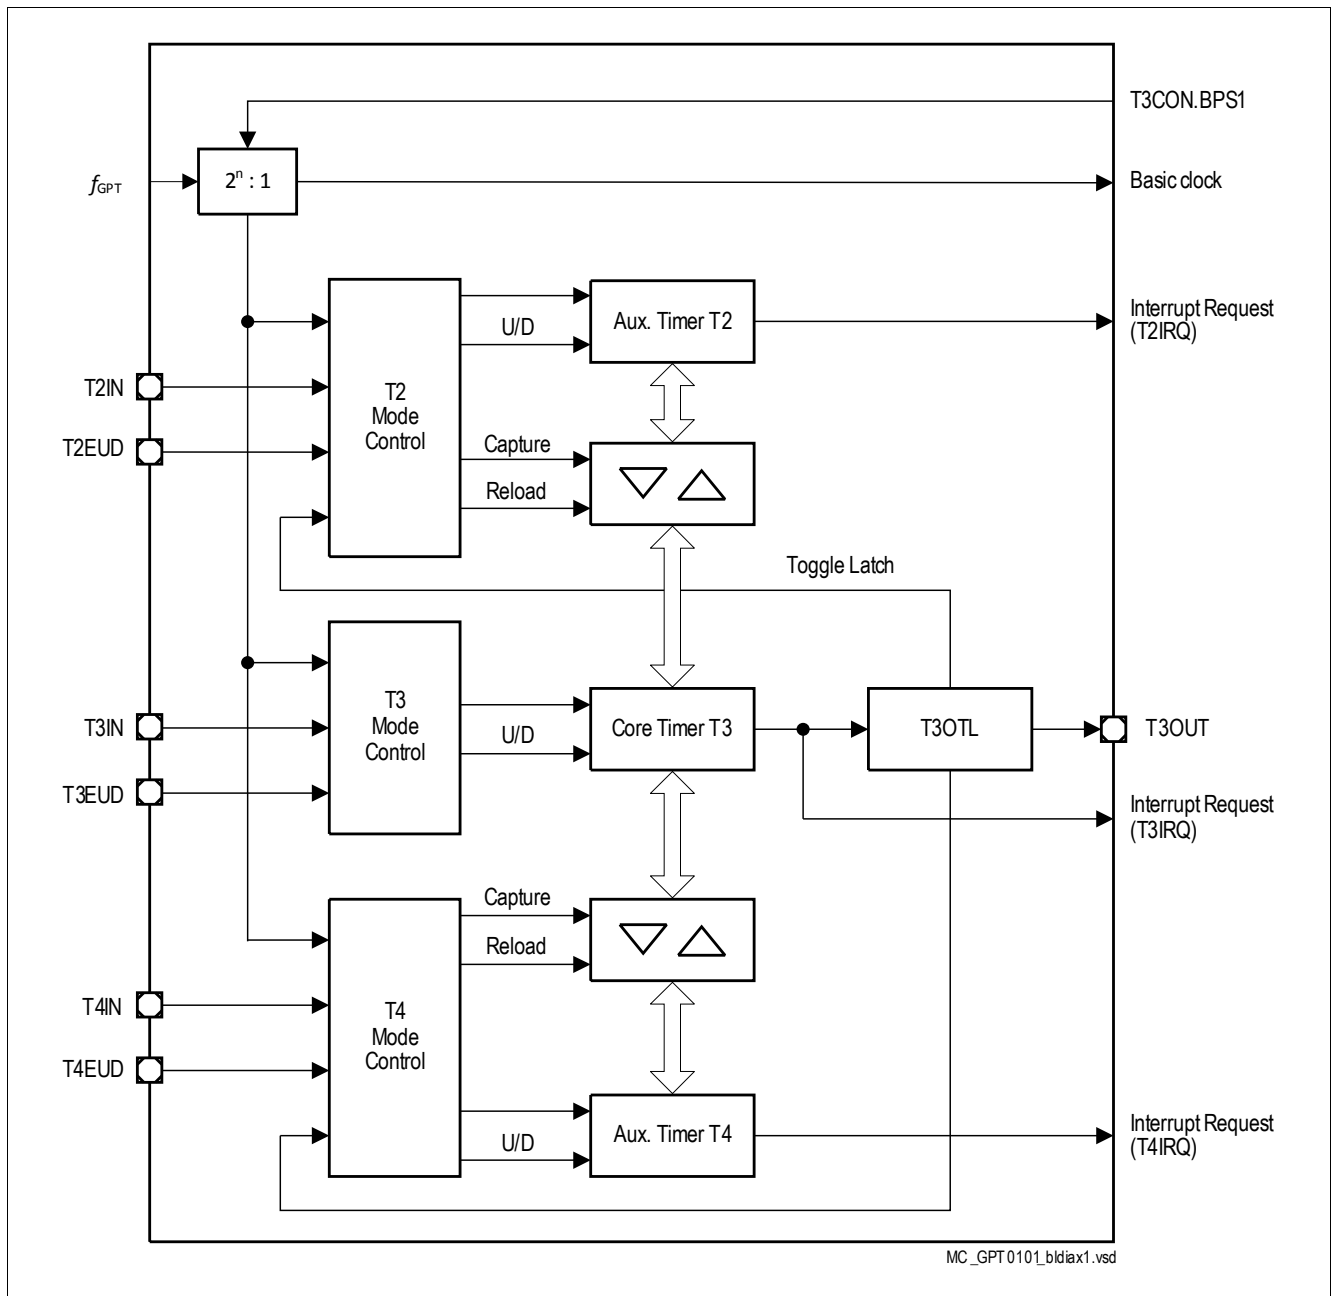 T3CON.BPS1
fGPT
2ⁿ : 1
Basic clock
Aux. Timer T2
U/D
Interrupt Request
(T2IRQ)
T2IN
T2
Mode
Control
T2EUD
Capture
Reload
Toggle Latch
T3
Mode
Control
T3IN
U/D
Core Timer T3
T3OTL
T3OUT
T3EUD
Interrupt Request
(T3IRQ)
Capture
Reload
T4IN
T4
Mode
Control
T4EUD
U/D
Aux. Timer T4
Interrupt Request
(T4IRQ)
MC_GPT0101_bldiax1.vsd